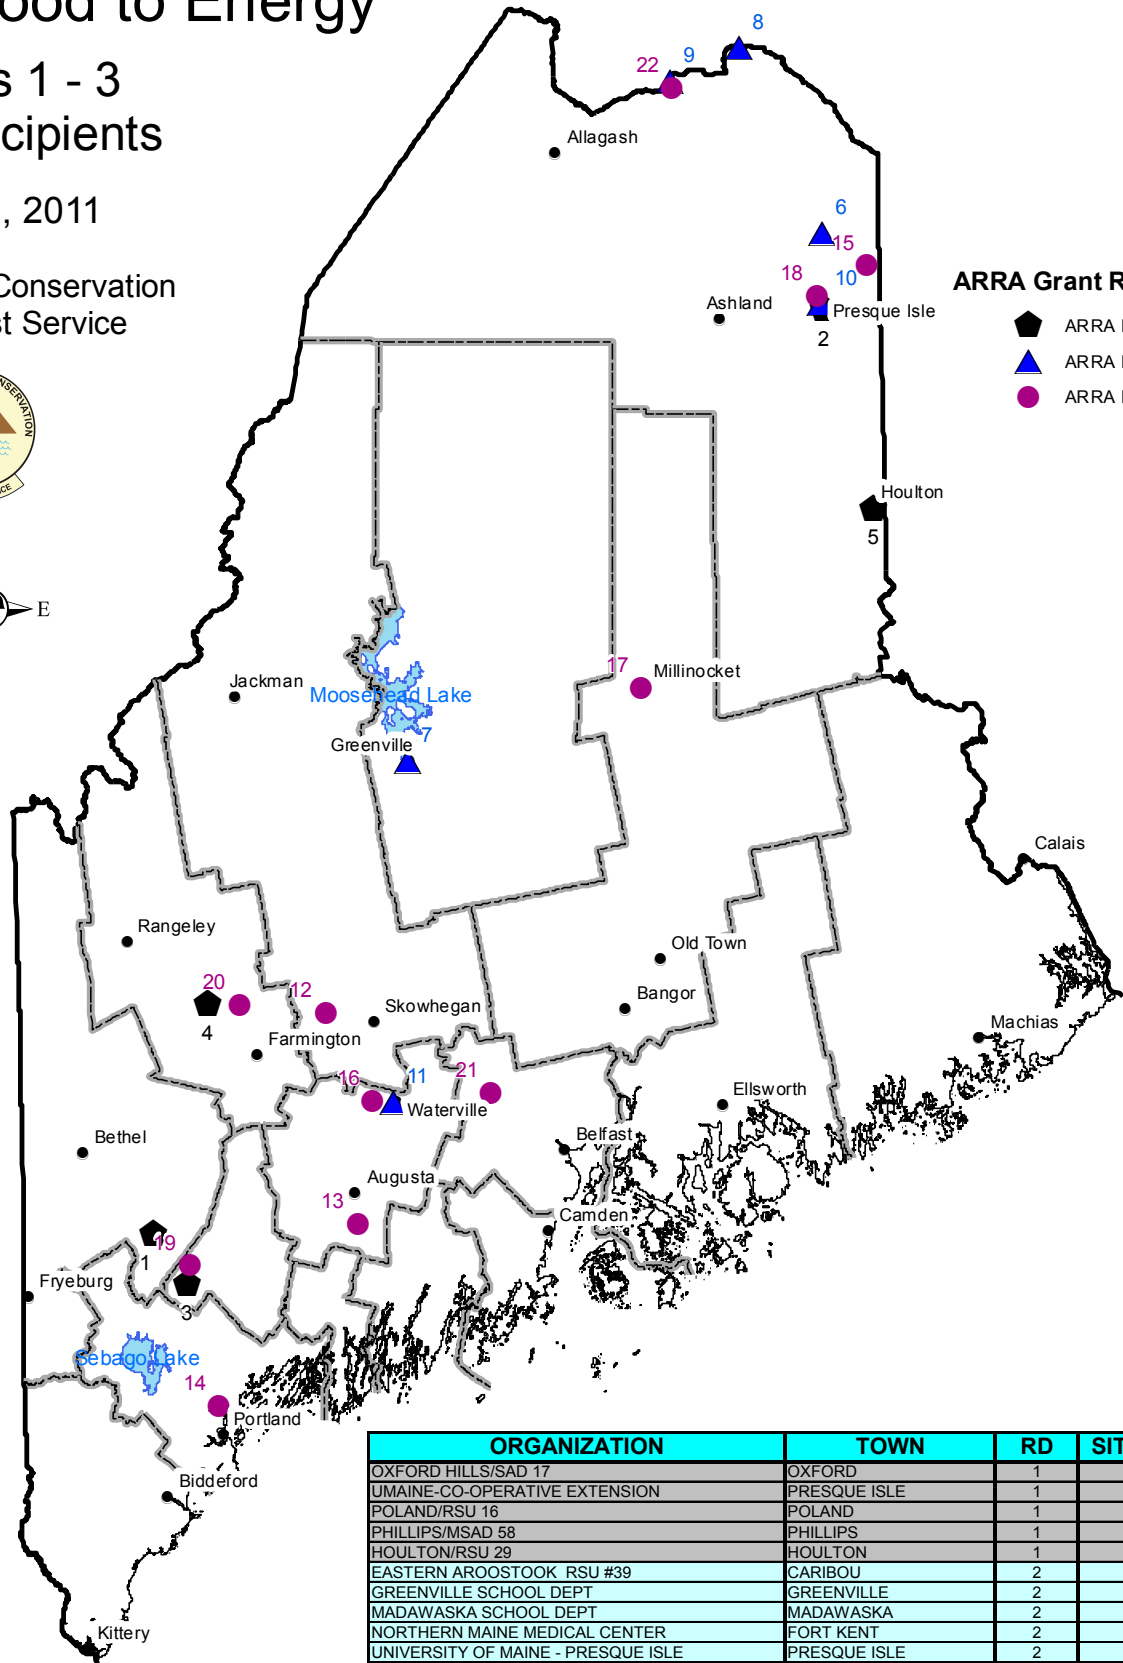 ood to Energy
s 1 - 3
cipients
, 2011
Conservation
st Service
E
ARRA Grant R
ARRA
ARRA
ARRA
8
9
22
Allagash
6
15
18
10
Ashland
Presque Isle
2
Houlton
5
17
Millinocket
Jackman
Moosehead Lake
7
Greenville
Calais
Rangeley
Old Town
20
12
Bangor
Skowhegan
4
Machias
Farmington
16
11
21
Waterville
Ellsworth
Bethel
Belfast
Augusta
13
Camden
19
1
Fryeburg
3
Sebago Lake
14
Portland
Biddeford
Kittery
ORGANIZATION TOWN RD SIT
OXFORD HILLS/SAD 17 OXFORD 1
UMAINE-CO-OPERATIVE EXTENSION PRESQUE ISLE 1
POLAND/RSU 16 POLAND 1
PHILLIPS/MSAD 58 PHILLIPS 1
HOULTON/RSU 29 HOULTON 1
EASTERN AROOSTOOK RSU #39 CARIBOU 2
GREENVILLE SCHOOL DEPT GREENVILLE 2
MADAWASKA SCHOOL DEPT MADAWASKA 2
NORTHERN MAINE MEDICAL CENTER FORT KENT 2
UNIVERSITY OF MAINE - PRESQUE ISLE PRESQUE ISLE 2